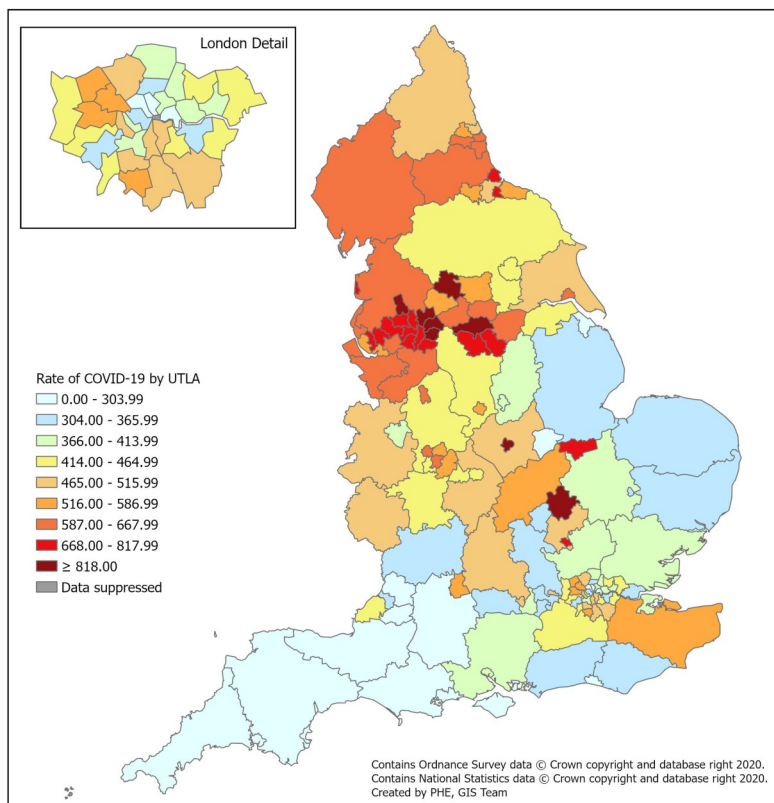 London Detail
Rate of COVID-19 by UTLA
0.00 - 303.99
304.00 - 365.99
366.00 - 413.99
414.00 - 464.99
465.00 - 515.99
516.00 - 586.99
587.00 - 667.99
668.00 - 817.99
≥ 818.00
Data suppressed
Contains Ordnance Survey data © Crown copyright and database right 2020.
Contains National Statistics data © Crown copyright and database right 2020.
Created by PHE, GIS Team